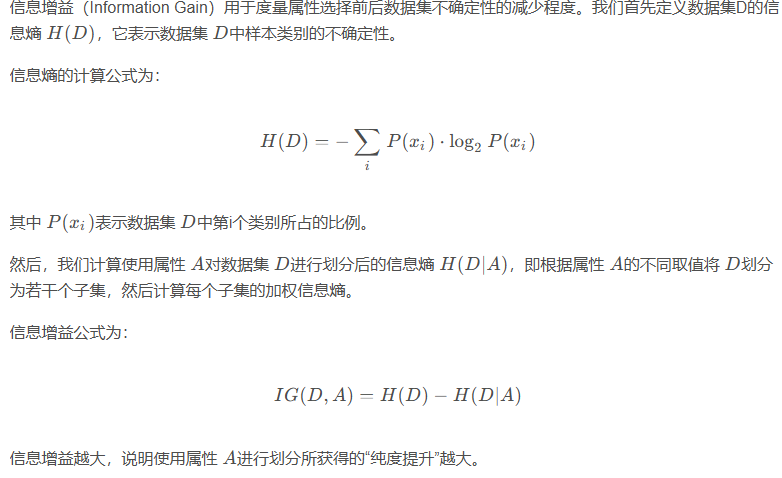 信息增益（Information Gain）用于度量属性选择前后数据集不确定性的减少程度。我们首先定义数据集D的信
息熵 H(D)，它表示数据集 D中样本类别的不确定性。
信息熵的计算公式为：
H(D) = −∑_i P(x_i) · log_2 P(x_i)
其中 P(x_i)表示数据集 D中第i个类别所占的比例。
然后，我们计算使用属性 A对数据集 D进行划分后的信息熵 H(D|A)，即根据属性 A的不同取值将 D划分
为若干个子集，然后计算每个子集的加权信息熵。
信息增益公式为：
IG(D, A) = H(D) − H(D|A)
信息增益越大，说明使用属性 A进行划分所获得的“纯度提升”越大。